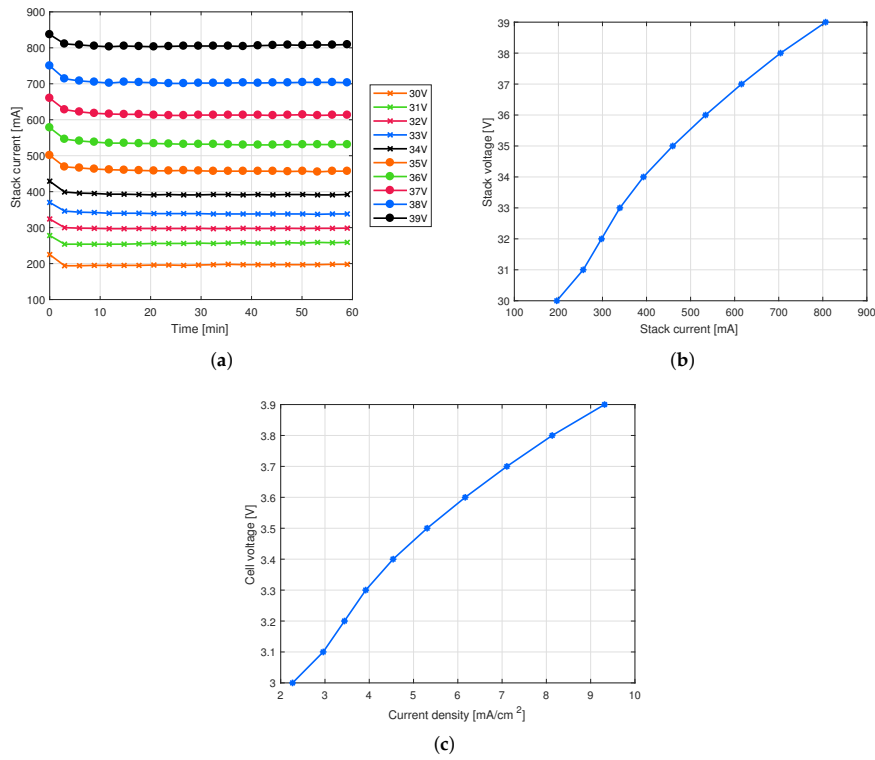 900
800
700
600
500
400
300
200
100
0
10
20
30
40
50
60
Stack current [mA]
Time [min]
30V
31V
32V
33V
34V
35V
36V
37V
38V
39V
(a)
39
38
37
36
35
34
33
32
31
30
100
200
300
400
500
600
700
800
900
Stack voltage [V]
Stack current [mA]
(b)
3.9
3.8
3.7
3.6
3.5
3.4
3.3
3.2
3.1
3
2
3
4
5
6
7
8
9
10
Cell voltage [V]
Current density [mA/cm²]
(c)